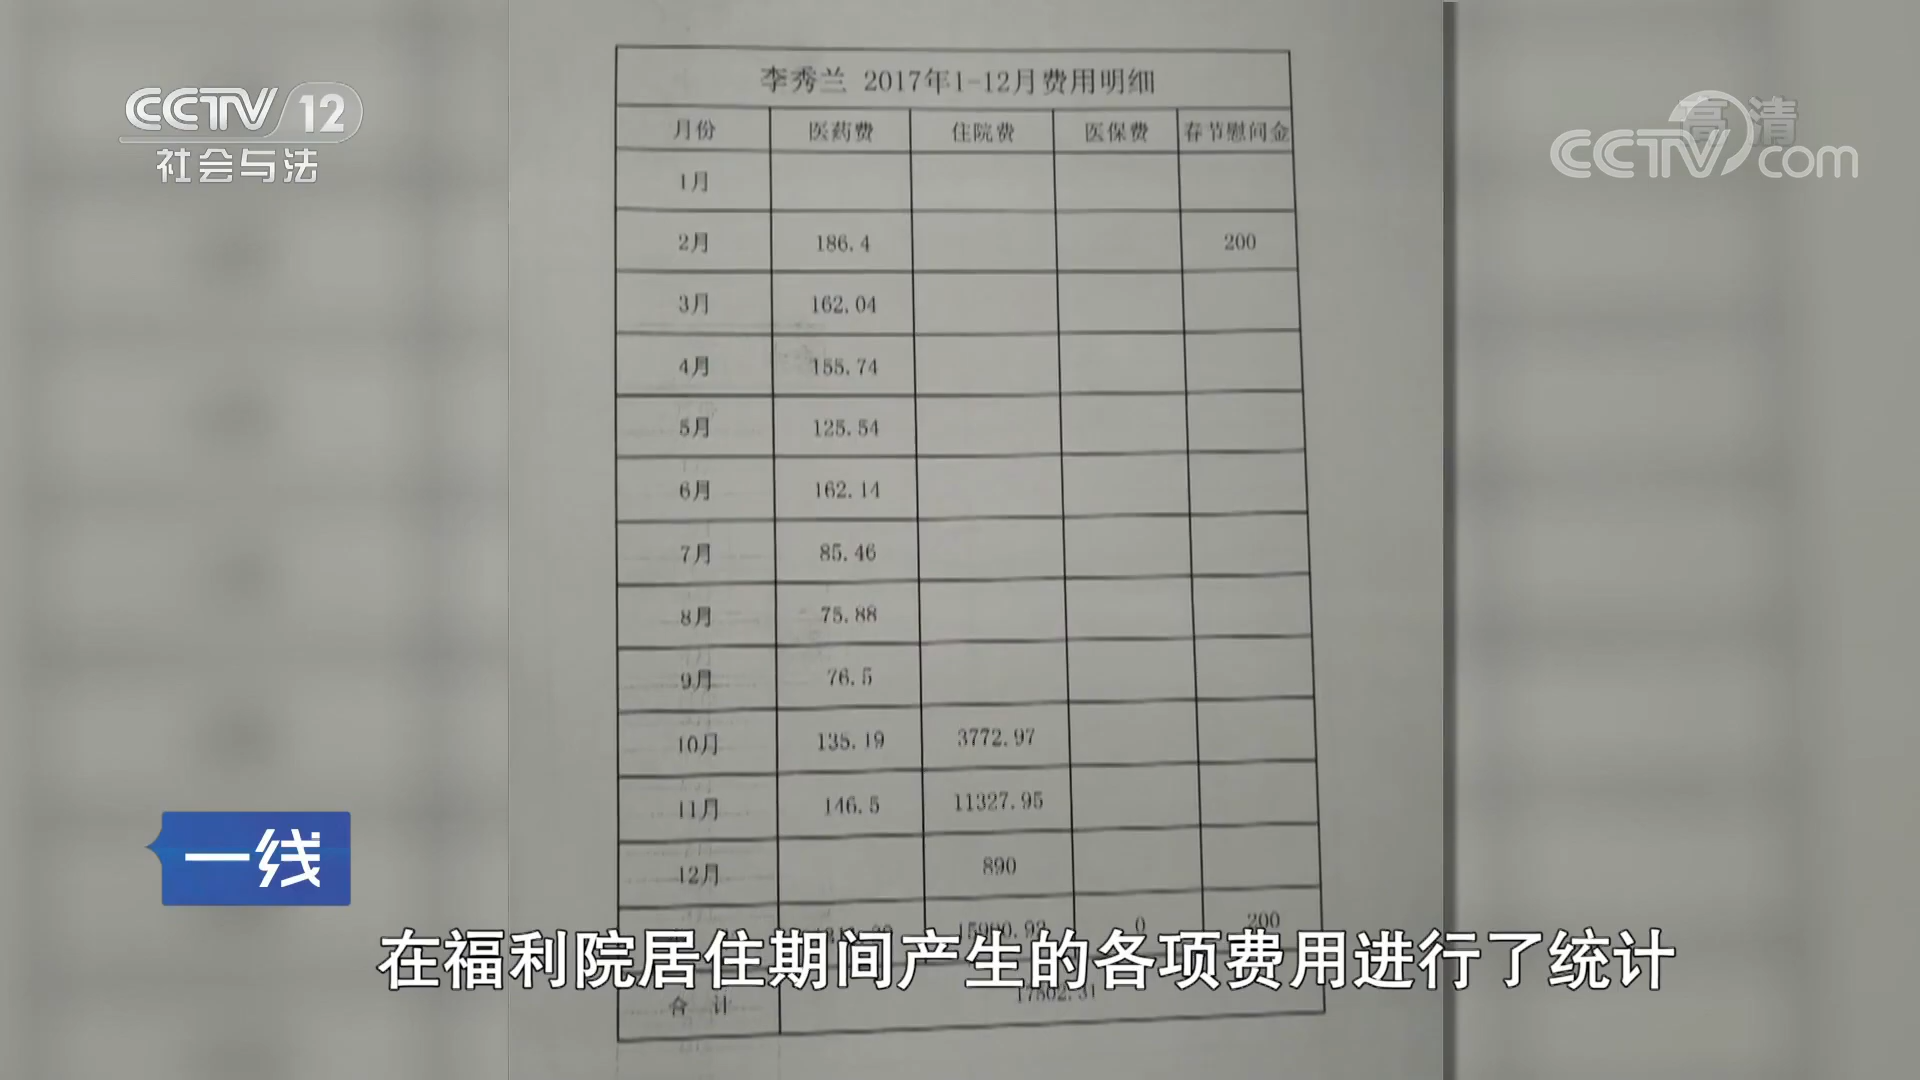 CCTV 12
社会与法
高清
CCTV.com
李秀兰 2017年1-12月费用明细
月份 医药费 住院费 医保费 春节慰问金
1月
2月 186.4 200
3月 162.04
4月 155.74
5月 125.54
6月 162.14
7月 85.46
8月 75.88
9月 76.5
10月 135.19 3772.97
11月 146.5 11327.95
12月 890
15990.92 0 200
合 计 17502.31
一线
在福利院居住期间产生的各项费用进行了统计